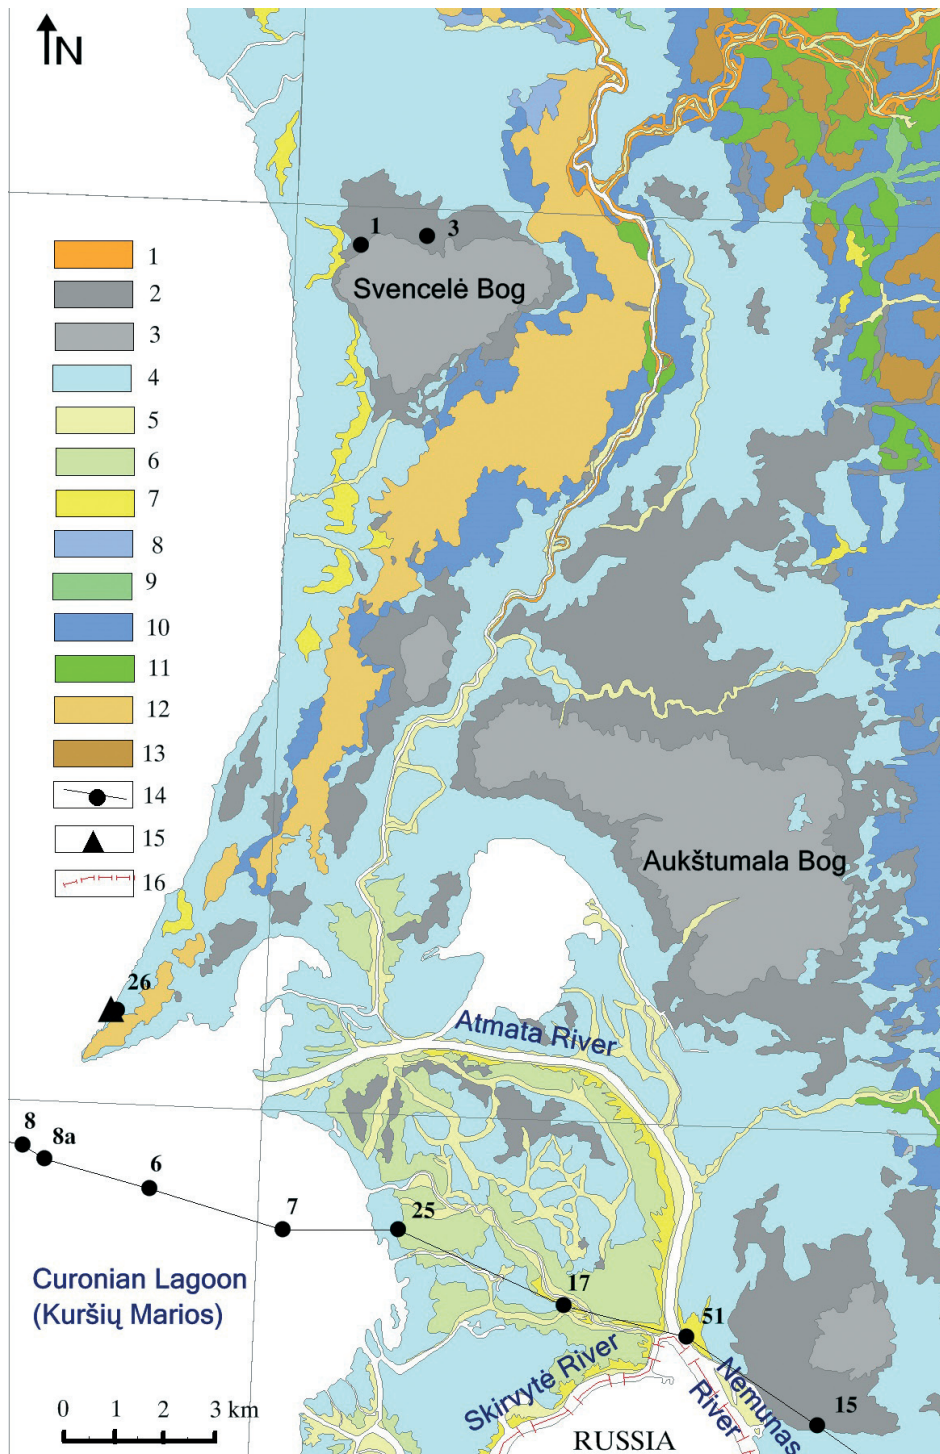 N
1
3
Svencelė Bog
1
2
3
4
5
6
7
8
9
10
11
12
13
14
15
16
Aukštumala Bog
26
Atmata River
8
8a
6
7
25
17
51
15
Curonian Lagoon
(Kuršių Marios)
Skirvytė River
Nemunas
River
0 1 2 3 km
RUSSIA